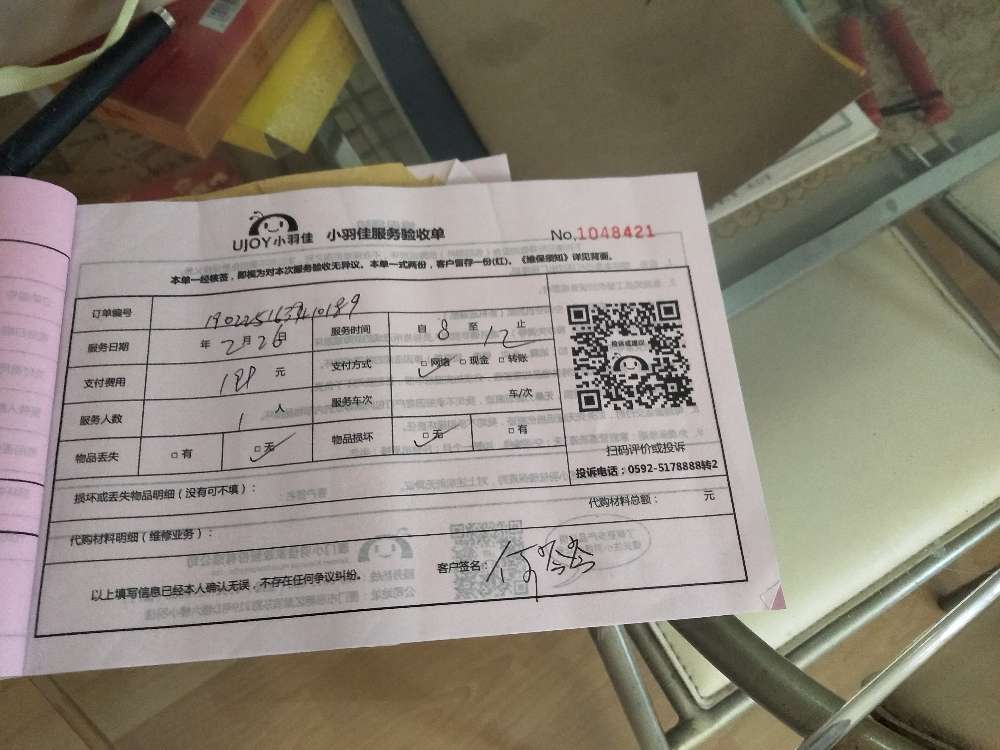 UJOY小羽佳 小羽佳服务验收单 No.1048421
本单一经核签，即视为对本次服务验收无异议。本单一式两份，客户留存一份(红)。《维保须知》详见背面。
订单编号
服务日期 年 2月26日 服务时间 自 8 至 12 止
支付费用 元 支付方式 □网络 □现金 □转账
服务人数 1 人 服务车次 车/次
物品丢失 □有 □无 物品损坏 □无 □有
投诉或建议
扫码评价或投诉
投诉电话：0592-5178888转2
损坏或丢失物品明细（没有可不填）：
代购材料明细（维修业务）： 代购材料总额： 元
以上填写信息已经本人确认无误，不存在任何争议纠纷。 客户签名：